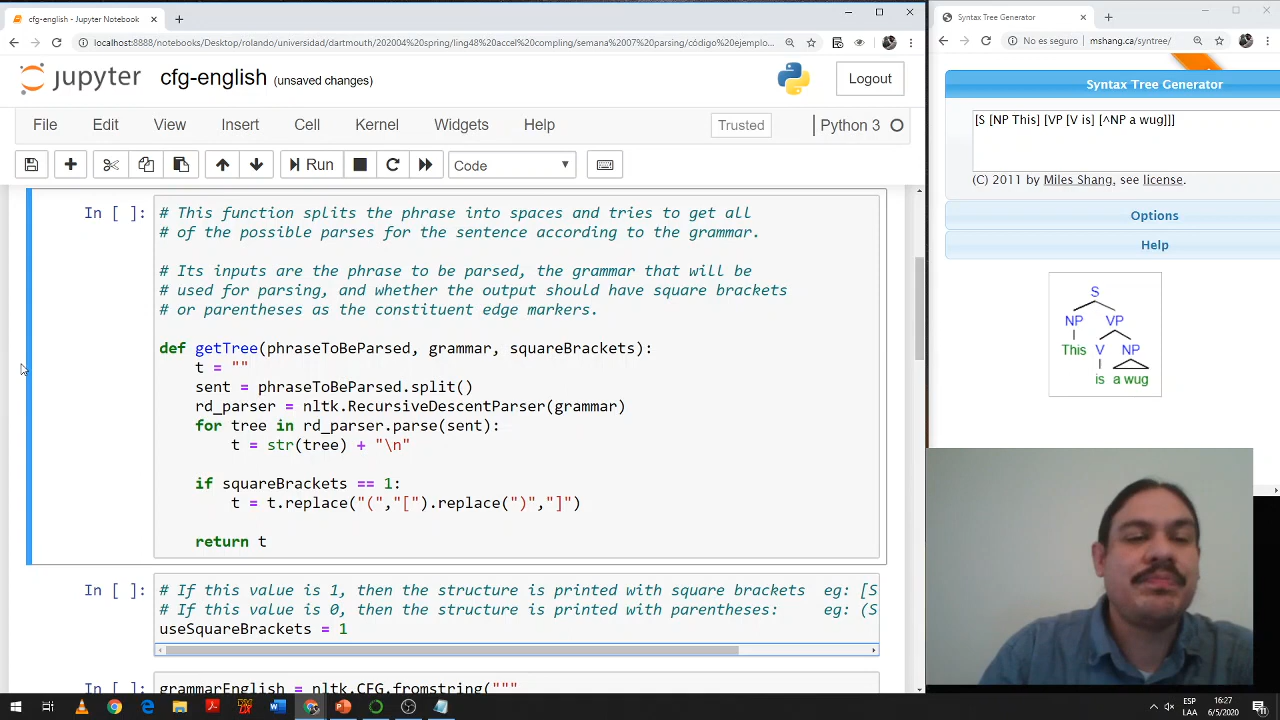 cfg-english - Jupyter Notebook
localhost:8888/notebooks/Desktop/rolando/universidad/dartmouth/202004%20spring/ling48%20accel%20compling/semana%2007%20parsing/código%20ejemplo...
jupyter cfg-english (unsaved changes)
Logout
File Edit View Insert Cell Kernel Widgets Help
Trusted
Python 3
Run
Code
In [ ]:
# This function splits the phrase into spaces and tries to get all
# of the possible parses for the sentence according to the grammar.
# Its inputs are the phrase to be parsed, the grammar that will be
# used for parsing, and whether the output should have square brackets
# or parentheses as the constituent edge markers.
def getTree(phraseToBeParsed, grammar, squareBrackets):
t = ""
sent = phraseToBeParsed.split()
rd_parser = nltk.RecursiveDescentParser(grammar)
for tree in rd_parser.parse(sent):
t = str(tree) + "\n"
if squareBrackets == 1:
t = t.replace("(","[").replace(")","]")
return t
In [ ]:
# If this value is 1, then the structure is printed with square brackets eg: [S
# If this value is 0, then the structure is printed with parentheses: eg: (S
useSquareBrackets = 1
In [ ]:
grammarEnglish = nltk.CFG.fromstring("""
Syntax Tree Generator
No es seguro
mshang.ca/syntree/
Syntax Tree Generator
[S [NP This] [VP [V is] [^NP a wug]]]
(C) 2011 by Miles Shang, see license.
Options
Help
S
NP VP
This V NP
is a wug
ESP
LAA
16:27
6/5/2020